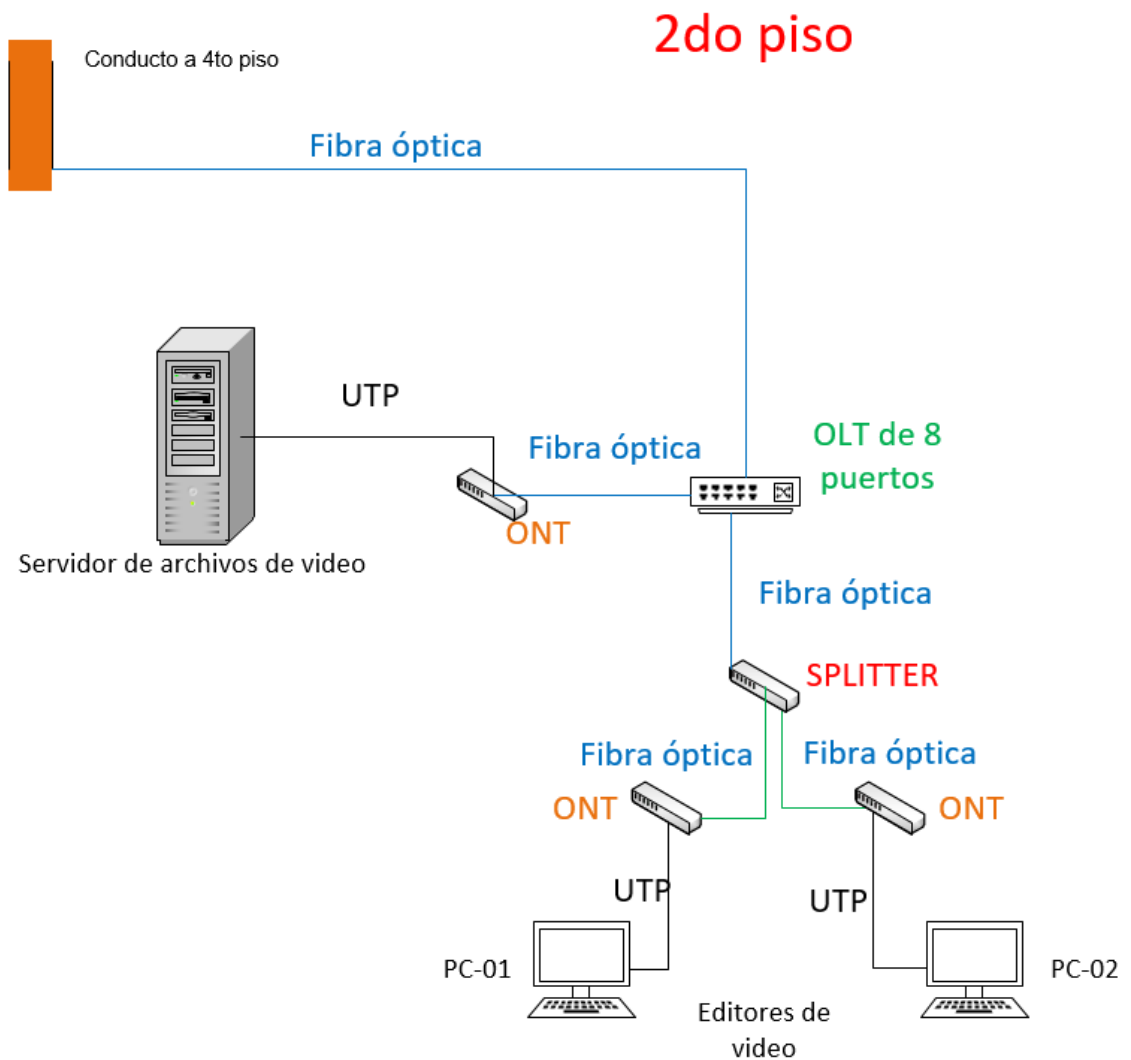 2do piso
Conducto a 4to piso
Fibra óptica
UTP
Fibra óptica
OLT de 8
puertos
ONT
Servidor de archivos de video
Fibra óptica
SPLITTER
Fibra óptica
Fibra óptica
ONT
ONT
UTP
UTP
PC-01
PC-02
Editores de
video